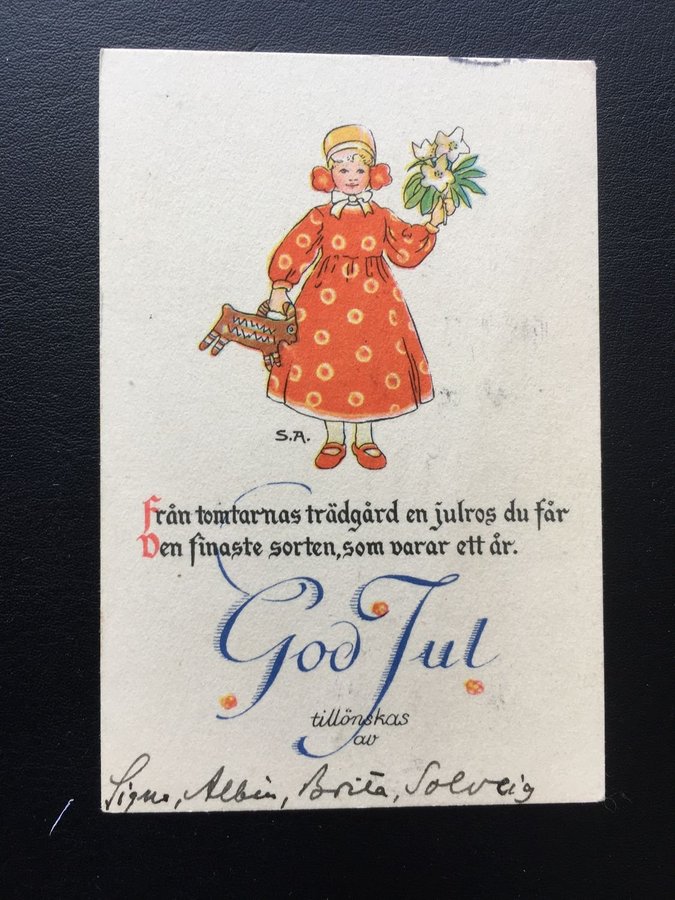 S.A.
Från tomtarnas trädgård en julros du får
Den finaste sorten, som varar ett år.
God Jul
tillönskas
av
Signe, Albin, Brita, Solveig